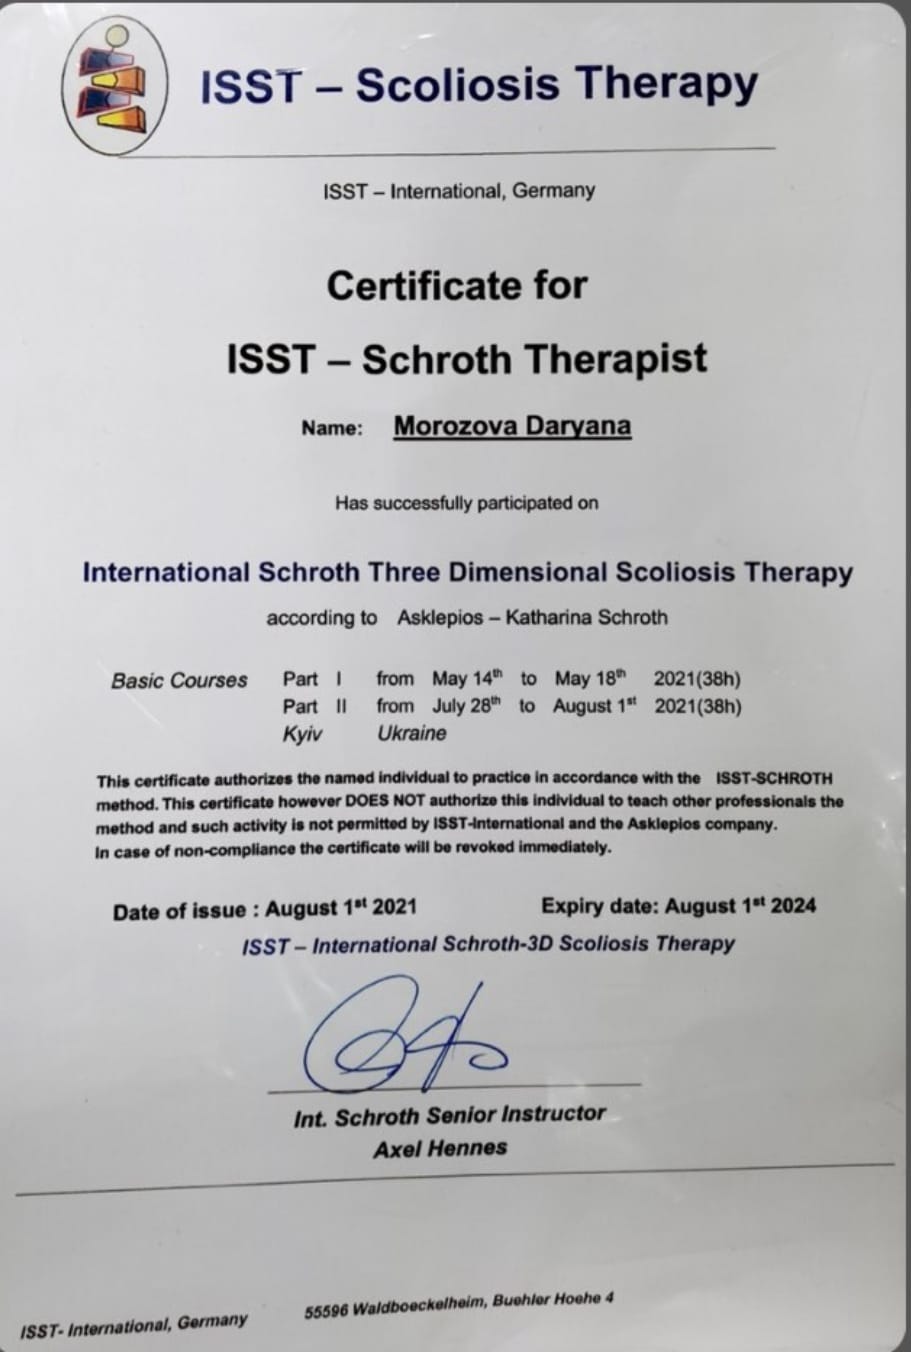 ISST – Scoliosis Therapy
ISST – International, Germany
Certificate for
ISST – Schroth Therapist
Name: Morozova Daryana
Has successfully participated on
International Schroth Three Dimensional Scoliosis Therapy
according to Asklepios – Katharina Schroth
Basic Courses Part I from May 14th to May 18th 2021(38h)
Part II from July 28th to August 1st 2021(38h)
Kyiv Ukraine
This certificate authorizes the named individual to practice in accordance with the ISST-SCHROTH
method. This certificate however DOES NOT authorize this individual to teach other professionals the
method and such activity is not permitted by ISST-International and the Asklepios company.
In case of non-compliance the certificate will be revoked immediately.
Date of issue : August 1st 2021 Expiry date: August 1st 2024
ISST – International Schroth-3D Scoliosis Therapy
Int. Schroth Senior Instructor
Axel Hennes
ISST- International, Germany 55596 Waldboeckelheim, Buehler Hoehe 4